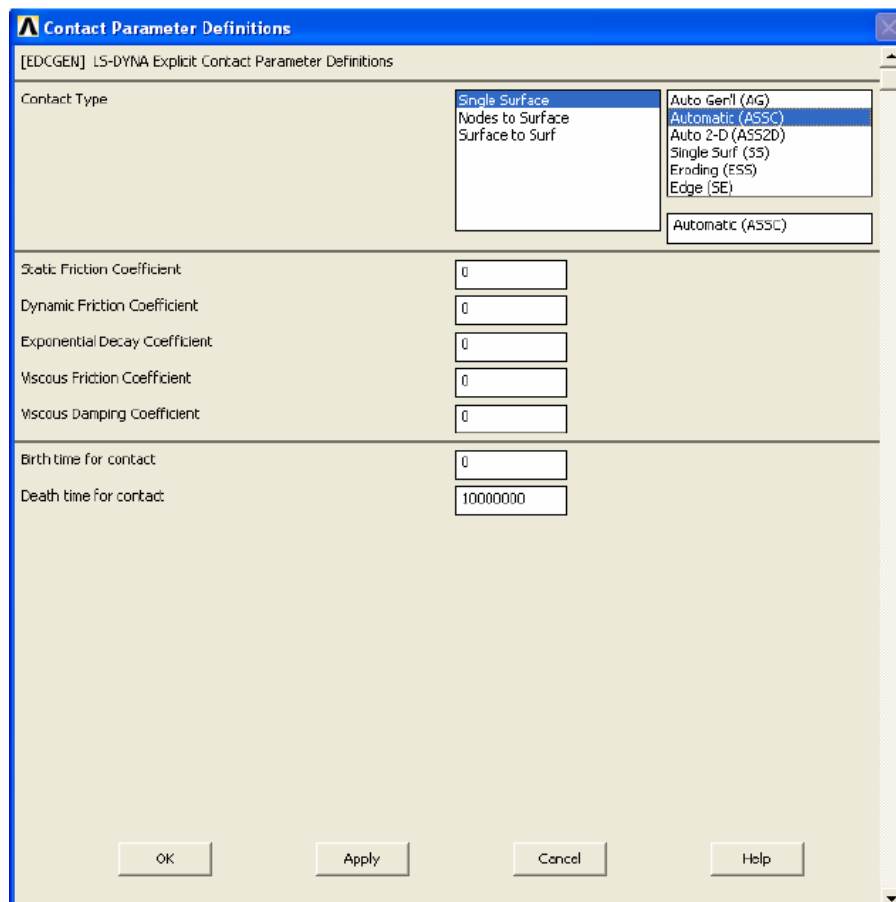 Contact Parameter Definitions
[EDCGEN] LS-DYNA Explicit Contact Parameter Definitions
Contact Type
Single Surface
Nodes to Surface
Surface to Surf
Auto Gen'l (AG)
Automatic (ASSC)
Auto 2-D (ASS2D)
Single Surf (SS)
Eroding (ESS)
Edge (SE)
Automatic (ASSC)
Static Friction Coefficient 0
Dynamic Friction Coefficient 0
Exponential Decay Coefficient 0
Viscous Friction Coefficient 0
Viscous Damping Coefficient 0
Birth time for contact 0
Death time for contact 10000000
OK Apply Cancel Help